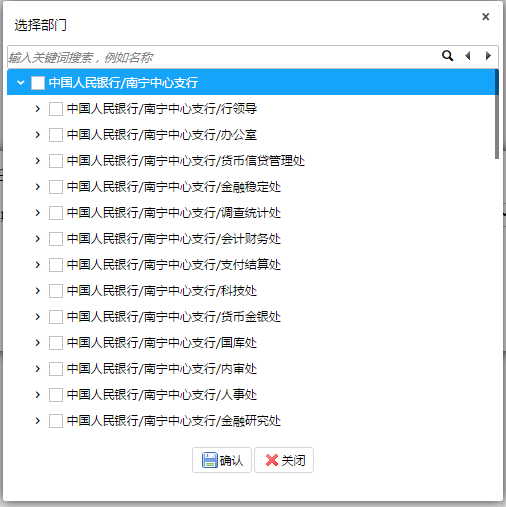 选择部门
输入关键词搜索，例如名称
中国人民银行/南宁中心支行
中国人民银行/南宁中心支行/行领导
中国人民银行/南宁中心支行/办公室
中国人民银行/南宁中心支行/货币信贷管理处
中国人民银行/南宁中心支行/金融稳定处
中国人民银行/南宁中心支行/调查统计处
中国人民银行/南宁中心支行/会计财务处
中国人民银行/南宁中心支行/支付结算处
中国人民银行/南宁中心支行/科技处
中国人民银行/南宁中心支行/货币金银处
中国人民银行/南宁中心支行/国库处
中国人民银行/南宁中心支行/内审处
中国人民银行/南宁中心支行/人事处
中国人民银行/南宁中心支行/金融研究处
确认 关闭